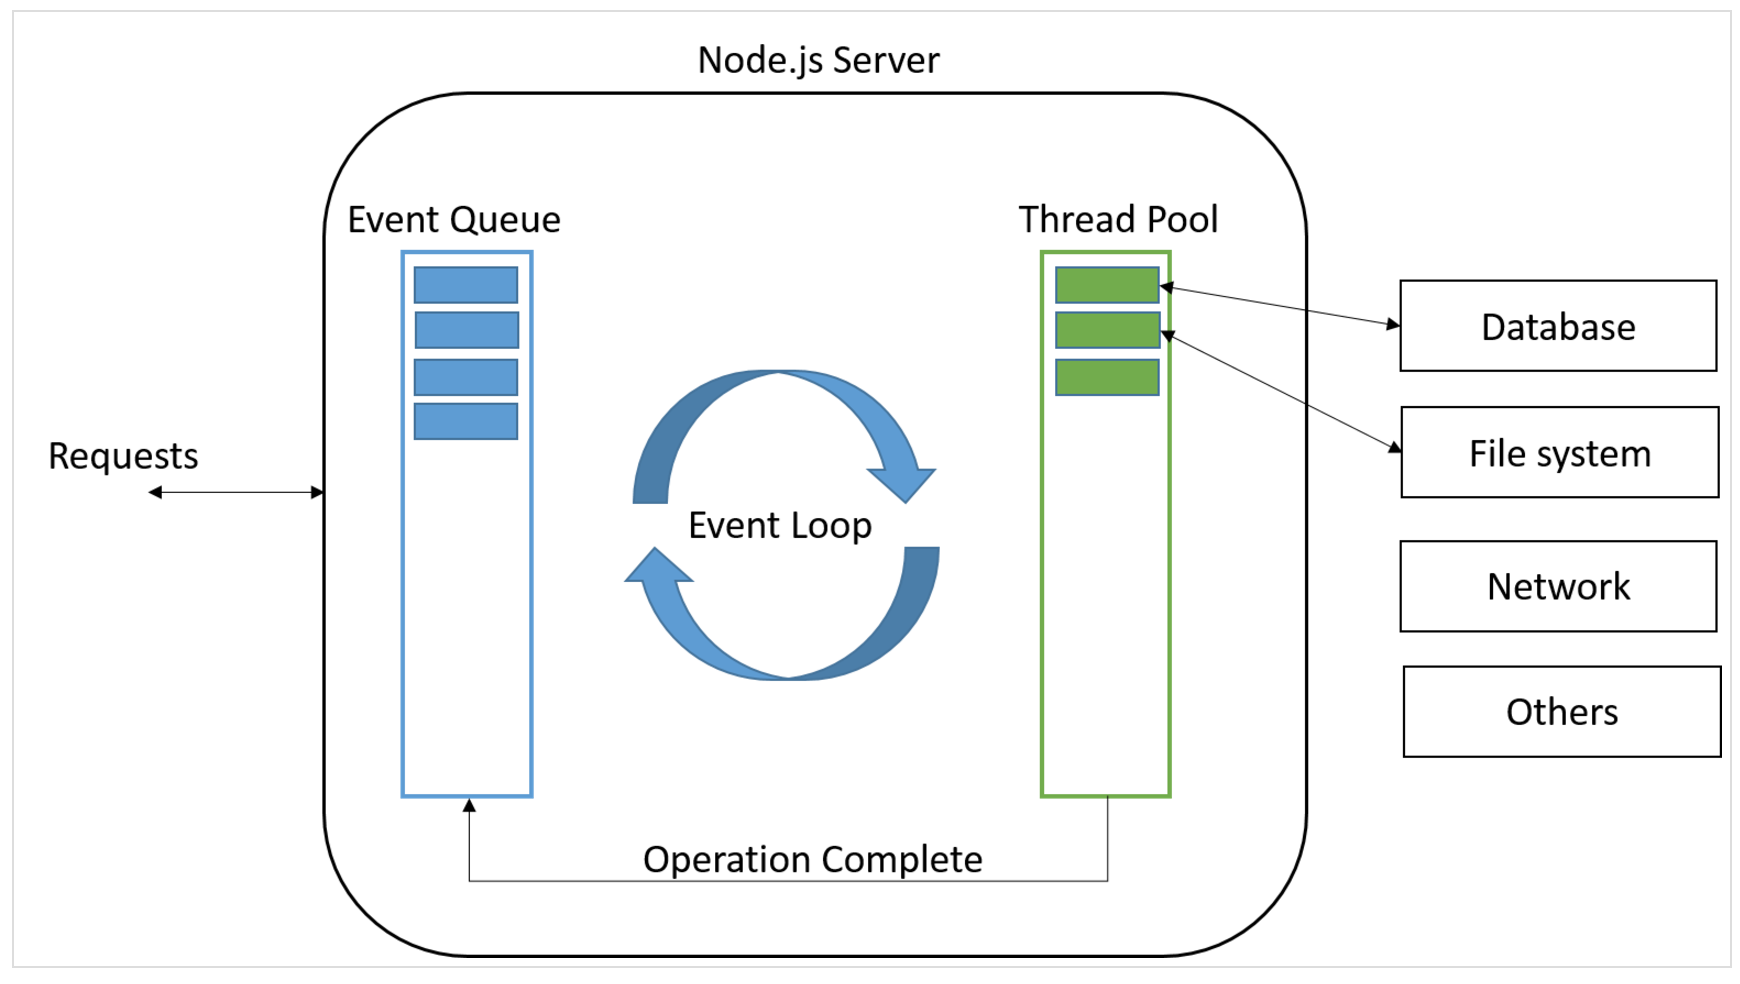 Node.js Server
Event Queue
Thread Pool
Database
File system
Requests
Event Loop
Network
Others
Operation Complete